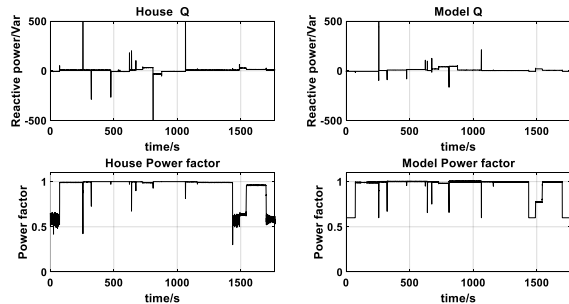 House Q
Reactive power/Var
500
0
-500
0
500
1000
1500
time/s
Model Q
Reactive power/Var
500
0
-500
0
500
1000
1500
time/s
House Power factor
Power factor
1
0.5
0
0
500
1000
1500
time/s
Model Power factor
Power factor
1
0.5
0
0
500
1000
1500
time/s